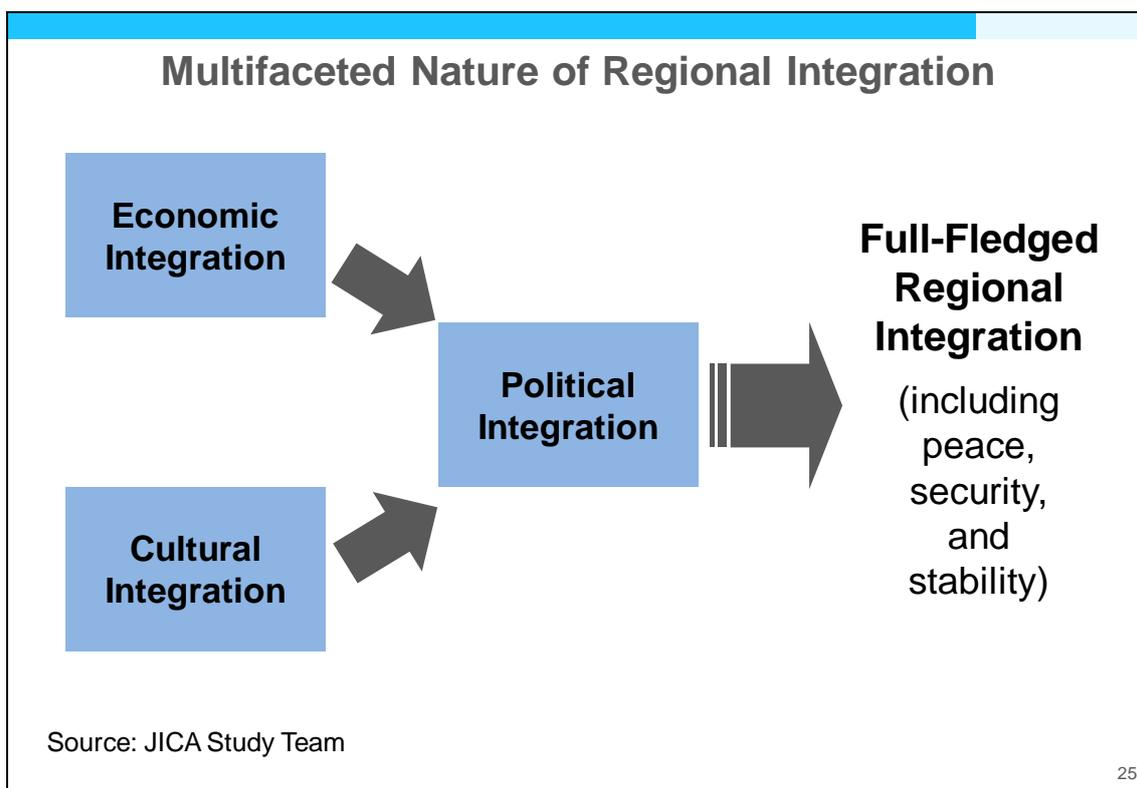 Multifaceted Nature of Regional Integration
Economic
Integration
Cultural
Integration
Political
Integration
Full-Fledged
Regional
Integration
(including
peace,
security,
and
stability)
Source: JICA Study Team
25